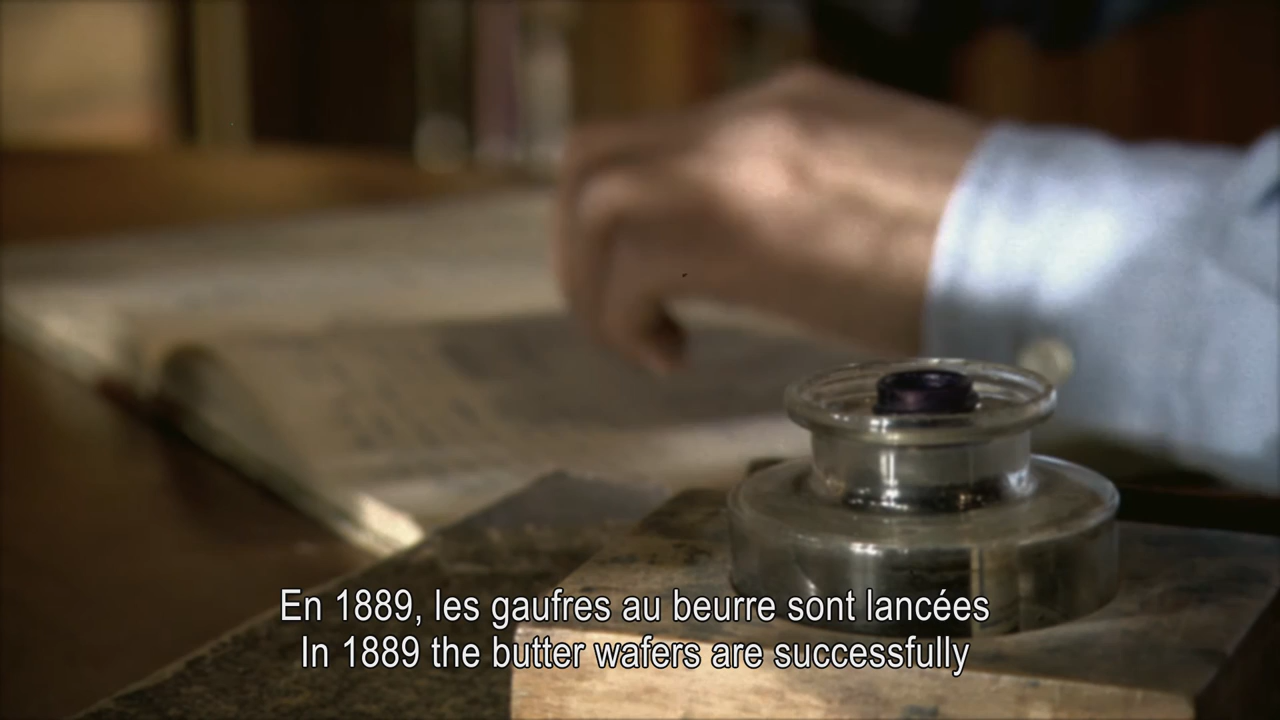 En 1889, les gaufres au beurre sont lancées
In 1889 the butter wafers are successfully